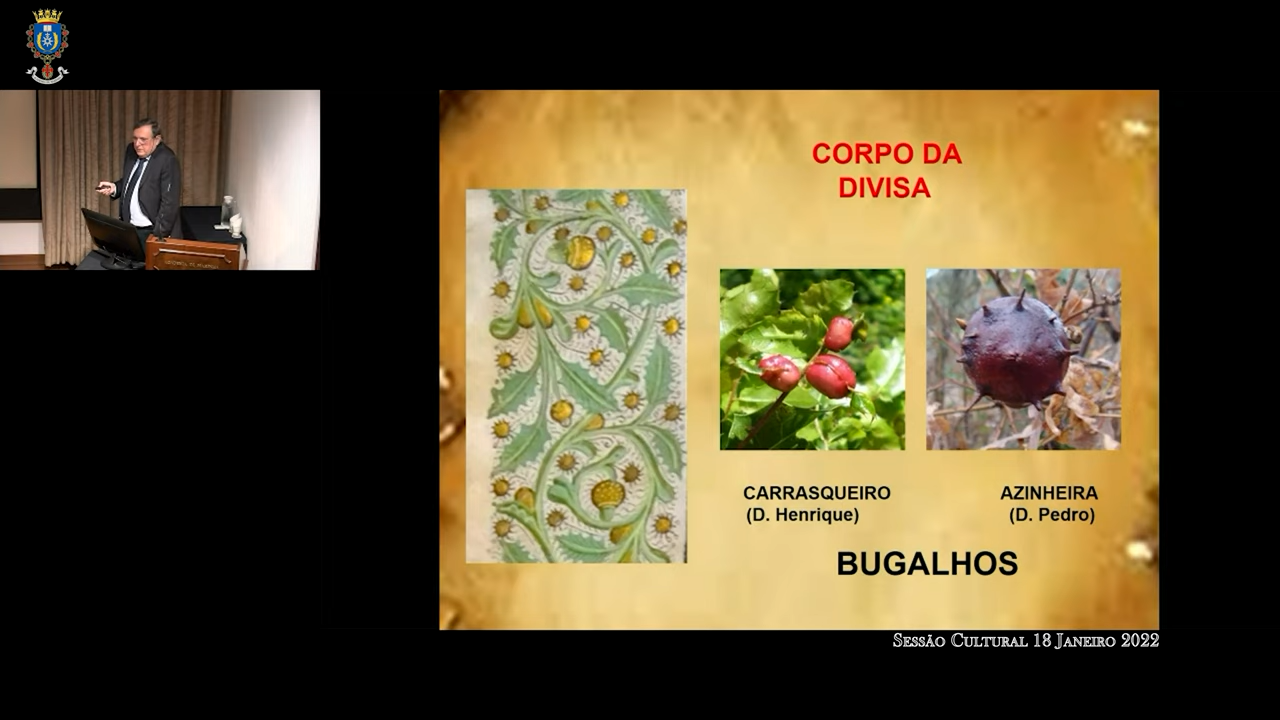 CORPO DA
DIVISA
CARRASQUEIRO
(D. Henrique)
AZINHEIRA
(D. Pedro)
BUGALHOS
Sessão Cultural 18 Janeiro 2022